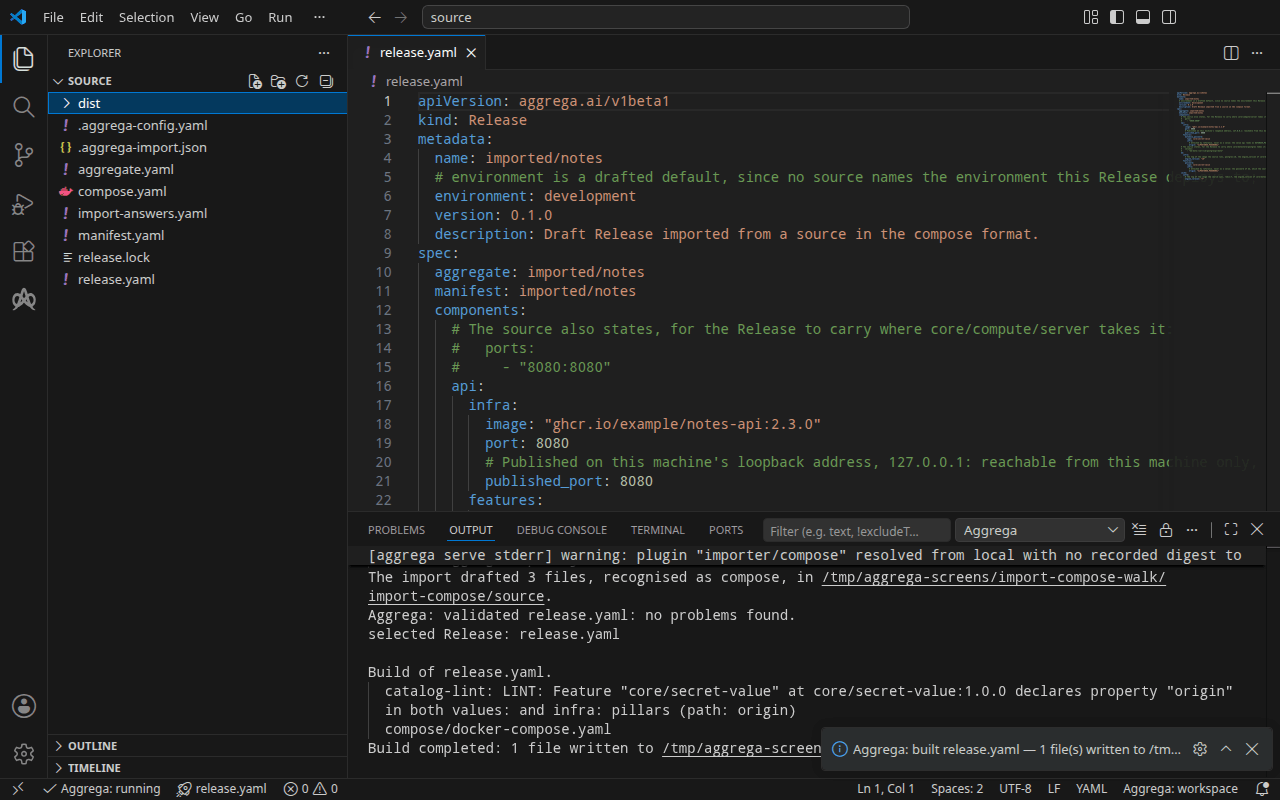 File Edit Selection View Go Run ···
source
EXPLORER
SOURCE
dist
.aggrega-config.yaml
.aggrega-import.json
aggregate.yaml
compose.yaml
import-answers.yaml
manifest.yaml
release.lock
release.yaml
OUTLINE
TIMELINE
release.yaml
release.yaml
1 apiVersion: aggrega.ai/v1beta1
2 kind: Release
3 metadata:
4 name: imported/notes
5 # environment is a drafted default, since no source names the environment this Release
6 environment: development
7 version: 0.1.0
8 description: Draft Release imported from a source in the compose format.
9 spec:
10 aggregate: imported/notes
11 manifest: imported/notes
12 components:
13 # The source also states, for the Release to carry where core/compute/server takes it:
14 # ports:
15 # - "8080:8080"
16 api:
17 infra:
18 image: "ghcr.io/example/notes-api:2.3.0"
19 port: 8080
20 # Published on this machine's loopback address, 127.0.0.1: reachable from this machine only,
21 published_port: 8080
22 features:
PROBLEMS OUTPUT DEBUG CONSOLE TERMINAL PORTS Filter (e.g. text, !excludeT... Aggrega
[aggrega serve stderr] warning: plugin "importer/compose" resolved from local with no recorded digest to
The import drafted 3 files, recognised as compose, in /tmp/aggrega-screens/import-compose-walk/
import-compose/source.
Aggrega: validated release.yaml: no problems found.
selected Release: release.yaml
Build of release.yaml.
catalog-lint: LINT: Feature "core/secret-value" at core/secret-value:1.0.0 declares property "origin"
in both values: and infra: pillars (path: origin)
compose/docker-compose.yaml
Build completed: 1 file written to /tmp/aggrega-screen
Aggrega: built release.yaml — 1 file(s) written to /tm...
Aggrega: running release.yaml 0 0 Ln 1, Col 1 Spaces: 2 UTF-8 LF YAML Aggrega: workspace